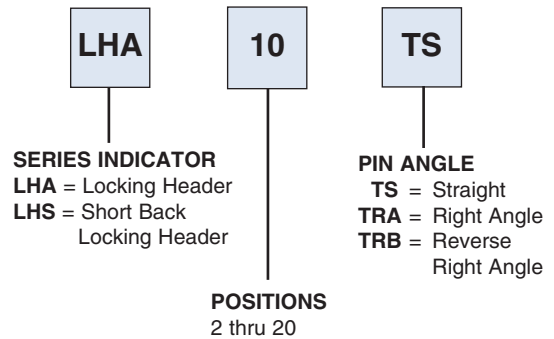 LHA 10 TS
SERIES INDICATOR
LHA = Locking Header
LHS = Short Back
Locking Header
POSITIONS
2 thru 20
PIN ANGLE
TS = Straight
TRA = Right Angle
TRB = Reverse
Right Angle